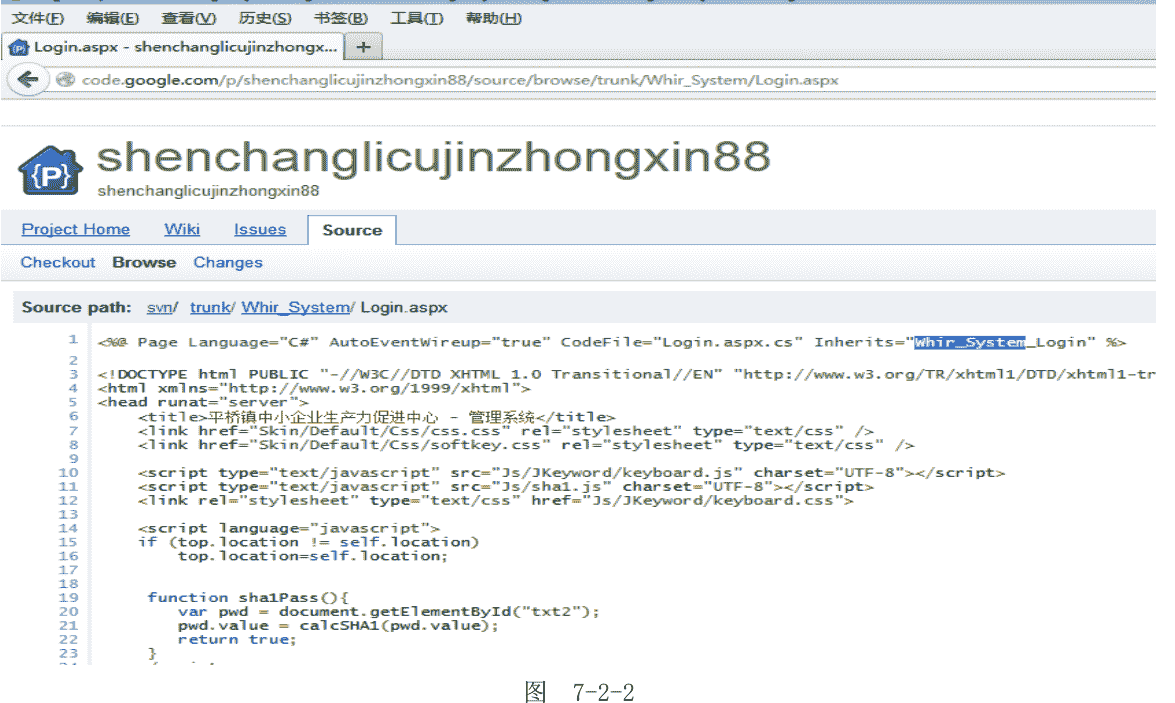 文件(F) 编辑(E) 查看(V) 历史(S) 书签(B) 工具(T) 帮助(H)
Login.aspx - shenchanglicujinzhongx... +
code.google.com/p/shenchanglicujinzhongxin88/source/browse/trunk/Whir_System/Login.aspx
{P} shenchanglicujinzhongxin88
shenchanglicujinzhongxin88
Project Home Wiki Issues Source
Checkout Browse Changes
Source path: svn/ trunk/ Whir_System/ Login.aspx
1 <%@ Page Language="C#" AutoEventWireup="true" CodeFile="Login.aspx.cs" Inherits="Whir_System_Login" %>
2
3 <!DOCTYPE html PUBLIC "-//W3C//DTD XHTML 1.0 Transitional//EN" "http://www.w3.org/TR/xhtml1/DTD/xhtml1-tr
4 <html xmlns="http://www.w3.org/1999/xhtml">
5 <head runat="server">
6 <title>平桥镇中小企业生产力促进中心 - 管理系统</title>
7 <link href="Skin/Default/Css/css.css" rel="stylesheet" type="text/css" />
8 <link href="Skin/Default/Css/softkey.css" rel="stylesheet" type="text/css" />
9
10 <script type="text/javascript" src="Js/JKeyword/keyboard.js" charset="UTF-8"></script>
11 <script type="text/javascript" src="Js/sha1.js" charset="UTF-8"></script>
12 <link rel="stylesheet" type="text/css" href="Js/JKeyword/keyboard.css">
13
14 <script language="javascript">
15 if (top.location != self.location)
16 top.location=self.location;
17
18
19 function sha1Pass(){
20 var pwd = document.getElementById("txt2");
21 pwd.value = calcSHA1(pwd.value);
22 return true;
23 }
图 7-2-2